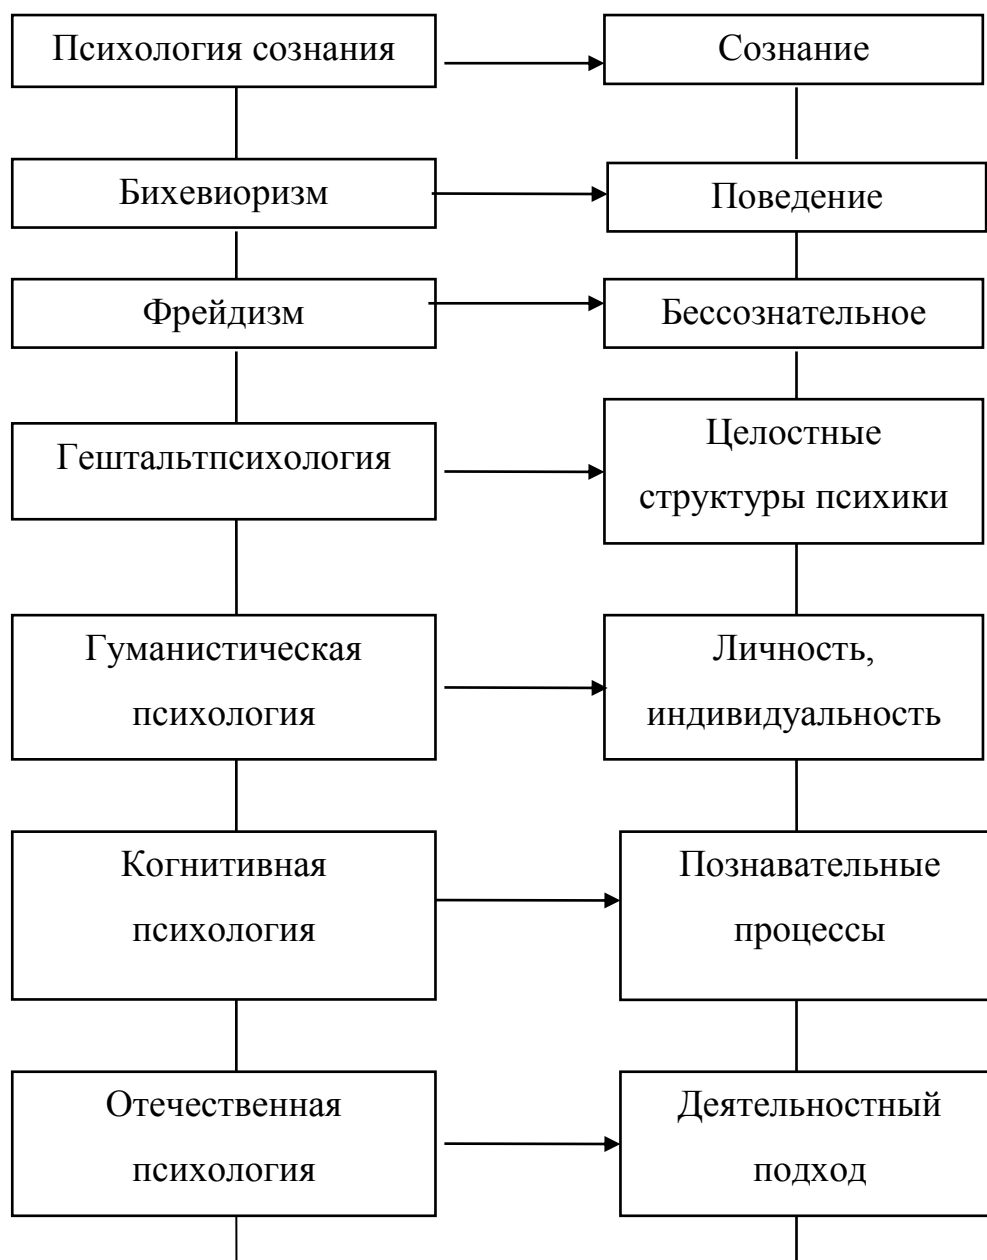 Психология сознания
Сознание
Бихевиоризм
Поведение
Фрейдизм
Бессознательное
Гештальтпсихология
Целостные
структуры психики
Гуманистическая
психология
Личность,
индивидуальность
Когнитивная
психология
Познавательные
процессы
Отечественная
психология
Деятельностный
подход